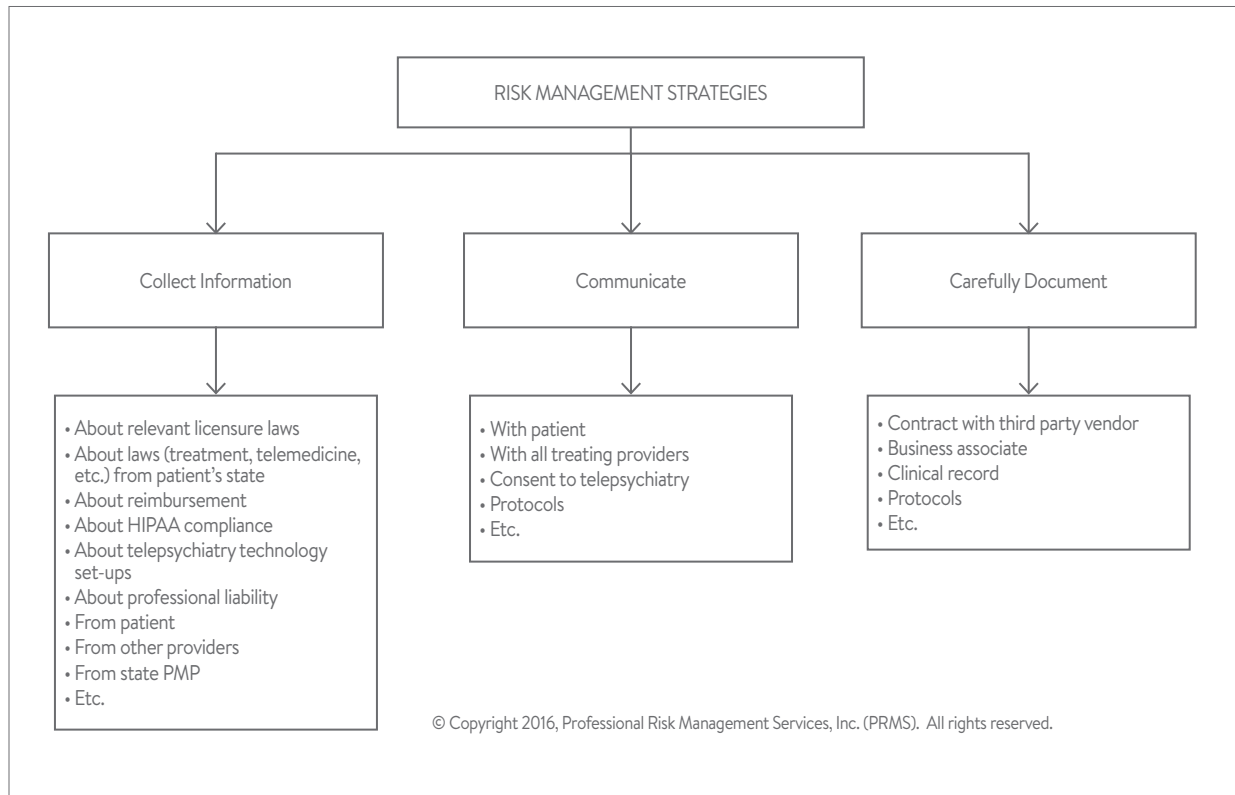 RISK MANAGEMENT STRATEGIES
Collect Information
Communicate
Carefully Document
• About relevant licensure laws
• About laws (treatment, telemedicine,
etc.) from patient's state
• About reimbursement
• About HIPAA compliance
• About telepsychiatry technology
set-ups
• About professional liability
• From patient
• From other providers
• From state PMP
• Etc.
• With patient
• With all treating providers
• Consent to telepsychiatry
• Protocols
• Etc.
• Contract with third party vendor
• Business associate
• Clinical record
• Protocols
• Etc.
© Copyright 2016, Professional Risk Management Services, Inc. (PRMS). All rights reserved.